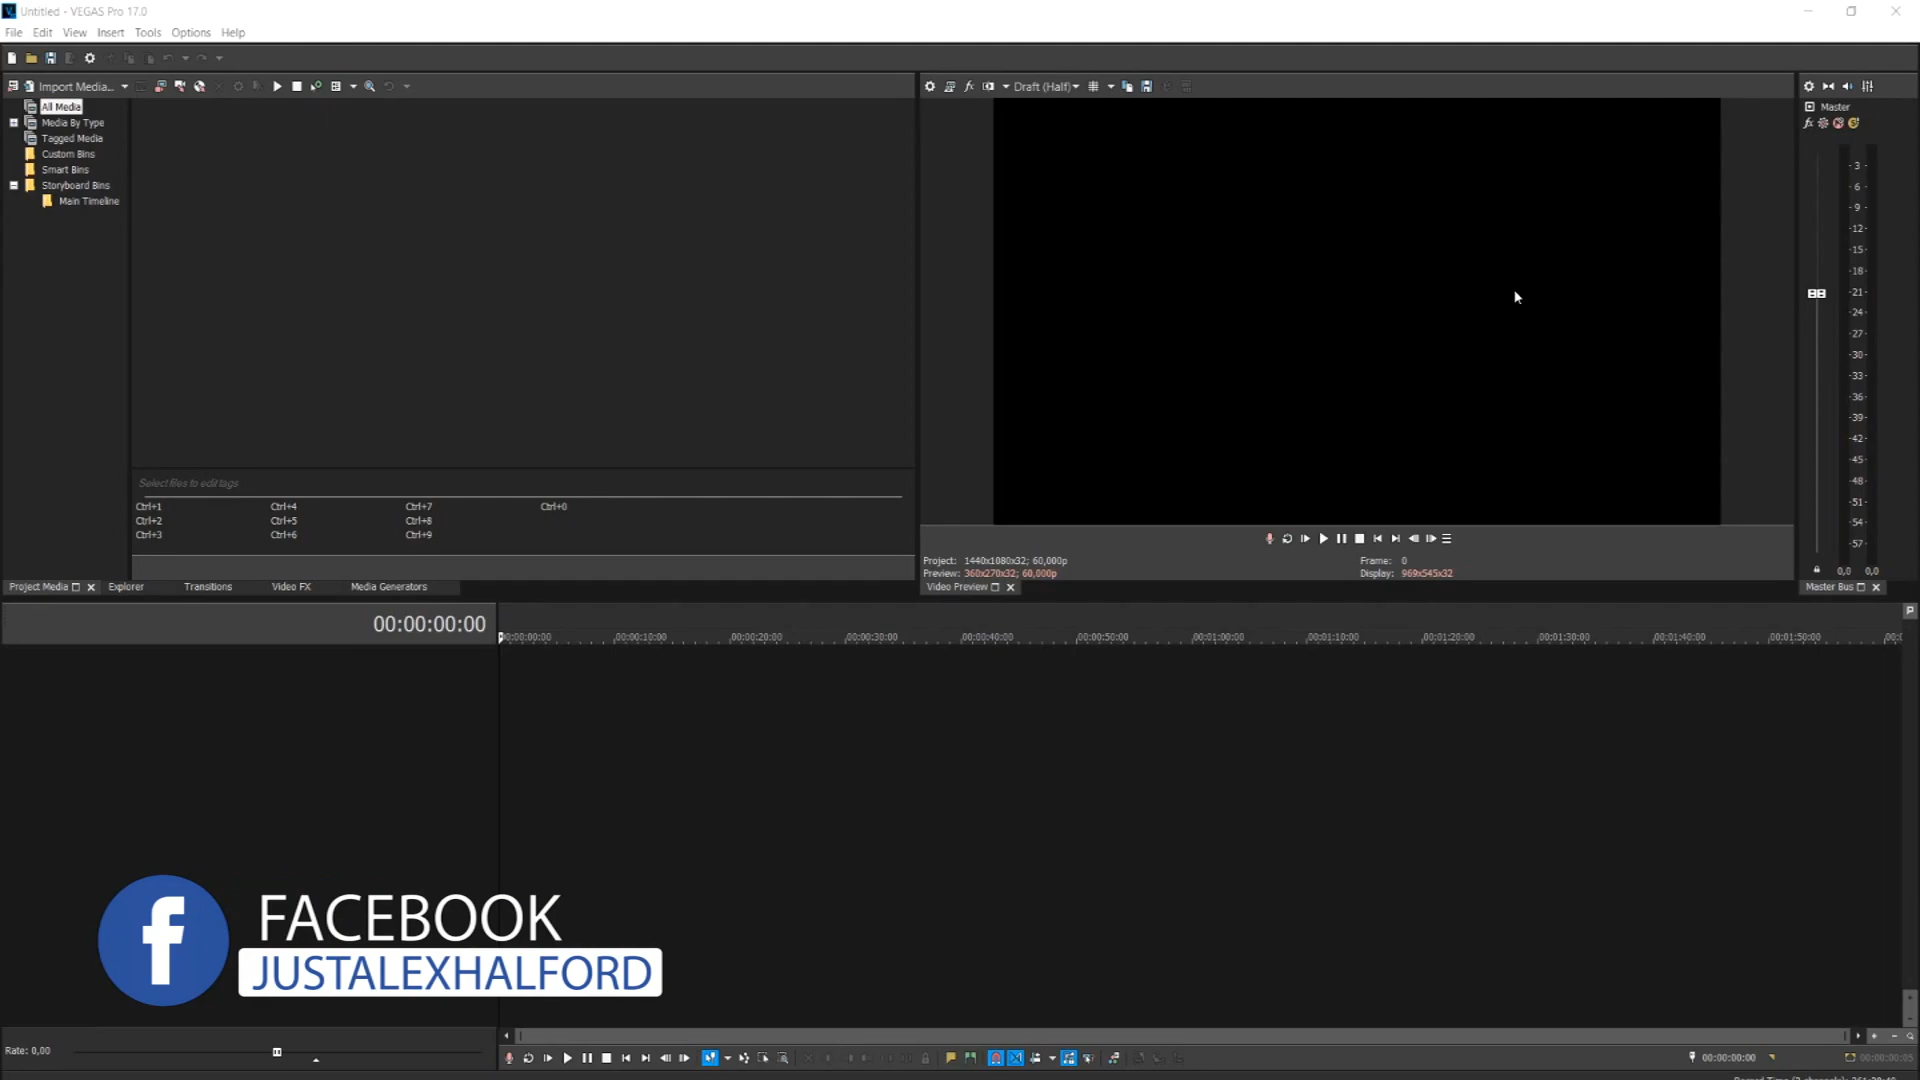 Untitled - VEGAS Pro 17.0
File Edit View Insert Tools Options Help
Import Media...
Draft (Half)
All Media
Media By Type
Tagged Media
Custom Bins
Smart Bins
Storyboard Bins
Main Timeline
Master
3
6
9
-12-
-15-
-18-
-21-
-24-
-27-
-30-
-33-
-36-
-39-
-42-
-45-
-48-
-51-
-54-
-57-
0,0 0,0
Select files to edit tags
Ctrl+1 Ctrl+4 Ctrl+7 Ctrl+0
Ctrl+2 Ctrl+5 Ctrl+8
Ctrl+3 Ctrl+6 Ctrl+9
Project: 1440x1080x32; 60,000p Frame: 0
Preview: 360x270x32; 60,000p Display: 969x545x32
Project Media Explorer Transitions Video FX Media Generators
Video Preview
Master Bus
00:00:00:00
00:00:00:00 00:00:10:00 00:00:20:00 00:00:30:00 00:00:40:00 00:00:50:00 00:01:00:00 00:01:10:00 00:01:20:00 00:01:30:00 00:01:40:00 00:01:50:00
f
FACEBOOK
JUSTALEXHALFORD
Rate: 0,00
00:00:00:00 00:00:00:05